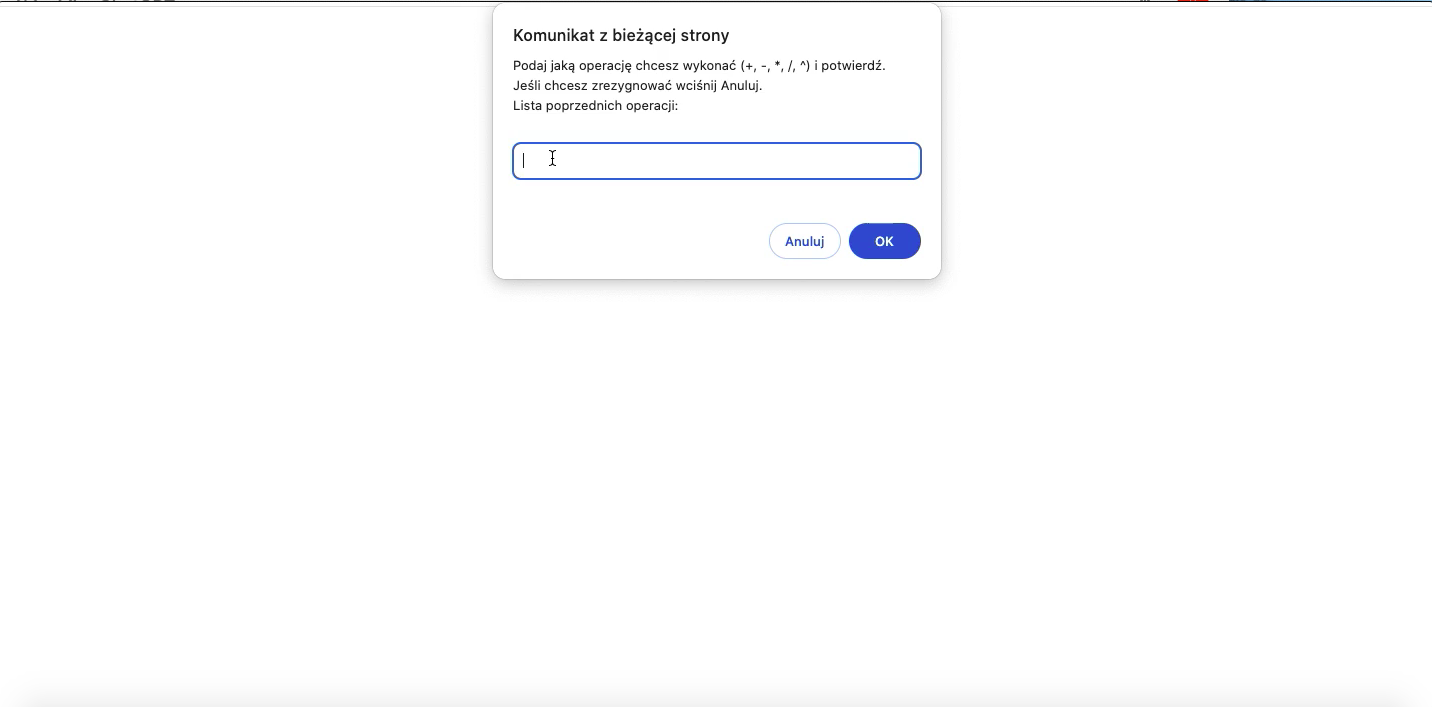 Komunikat z bieżącej strony
Podaj jaką operację chcesz wykonać (+, -, *, /, ^) i potwierdź.
Jeśli chcesz zrezygnować wciśnij Anuluj.
Lista poprzednich operacji:
Anuluj OK